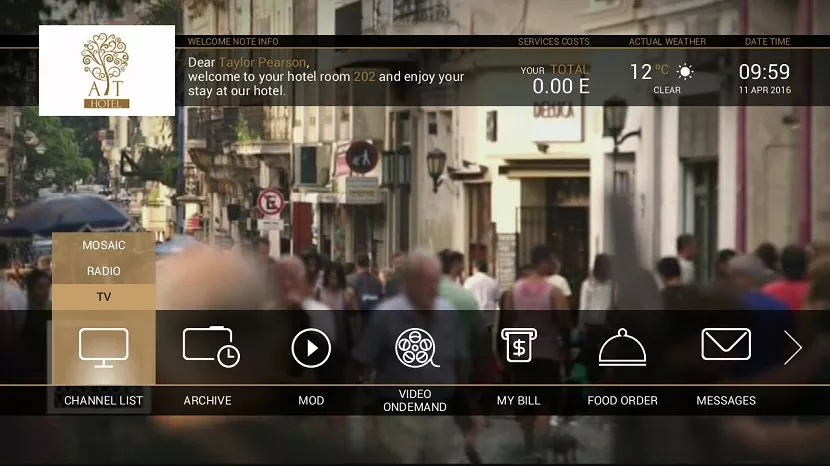 WELCOME NOTE INFO
SERVICES COSTS
ACTUAL WEATHER
DATE TIME
A T
HOTEL
Dear Taylor Pearson,
welcome to your hotel room 202 and enjoy your
stay at our hotel.
YOUR TOTAL
0.00 E
12 °C
CLEAR
09:59
11 APR 2016
DELUCA
E
MOSAIC
RADIO
TV
$
CHANNEL LIST
ARCHIVE
MOD
VIDEO
ONDEMAND
MY BILL
FOOD ORDER
MESSAGES